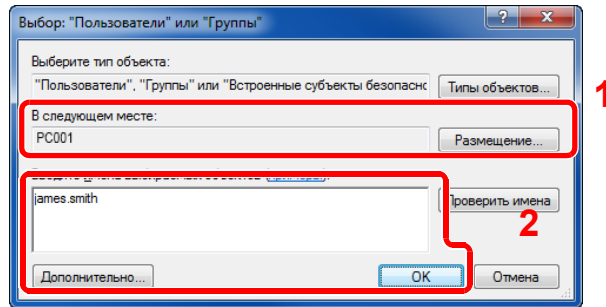 Выбор: "Пользователи" или "Группы"
Выберите тип объекта:
"Пользователи", "Группы" или "Встроенные субъекты безопасно
Типы объектов...
1
В следующем месте:
PC001
Размещение...
james.smith
Проверить имена
2
Дополнительно...
OK
Отмена